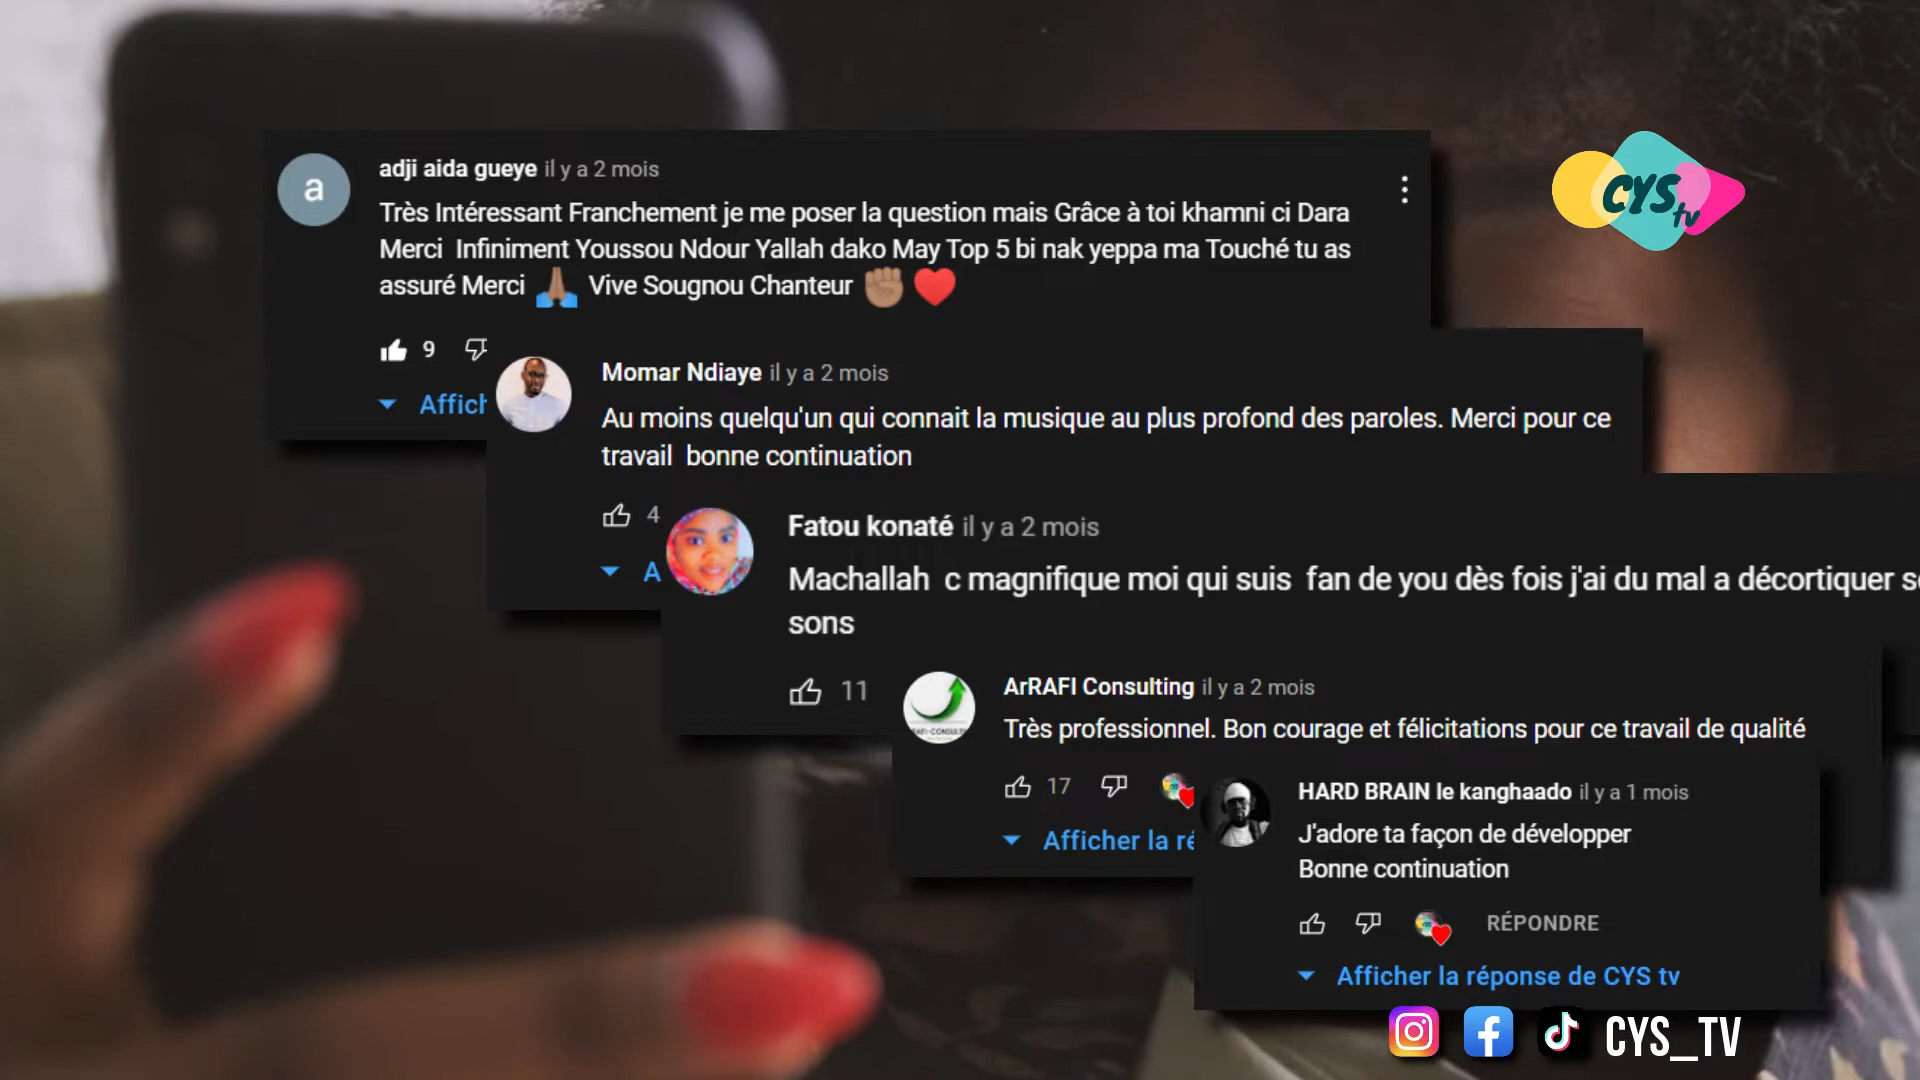 adji aida gueye il y a 2 mois
Très Intéressant Franchement je me poser la question mais Grâce à toi khamni ci Dara
Merci Infiniment Youssou Ndour Yallah dako May Top 5 bi nak yeppa ma Touché tu as
assuré Merci 🙏🏽 Vive Sougnou Chanteur ✊🏽 ❤️
9
Affich
CYS tv
Momar Ndiaye il y a 2 mois
Au moins quelqu'un qui connait la musique au plus profond des paroles. Merci pour ce
travail bonne continuation
4
A
Fatou konaté il y a 2 mois
Machallah c magnifique moi qui suis fan de you dès fois j'ai du mal a décortiquer
sons
11
ArRAFI Consulting il y a 2 mois
Très professionnel. Bon courage et félicitations pour ce travail de qualité
17
Afficher la ré
HARD BRAIN le kanghaado il y a 1 mois
J'adore ta façon de développer
Bonne continuation
RÉPONDRE
Afficher la réponse de CYS tv
CYS_TV